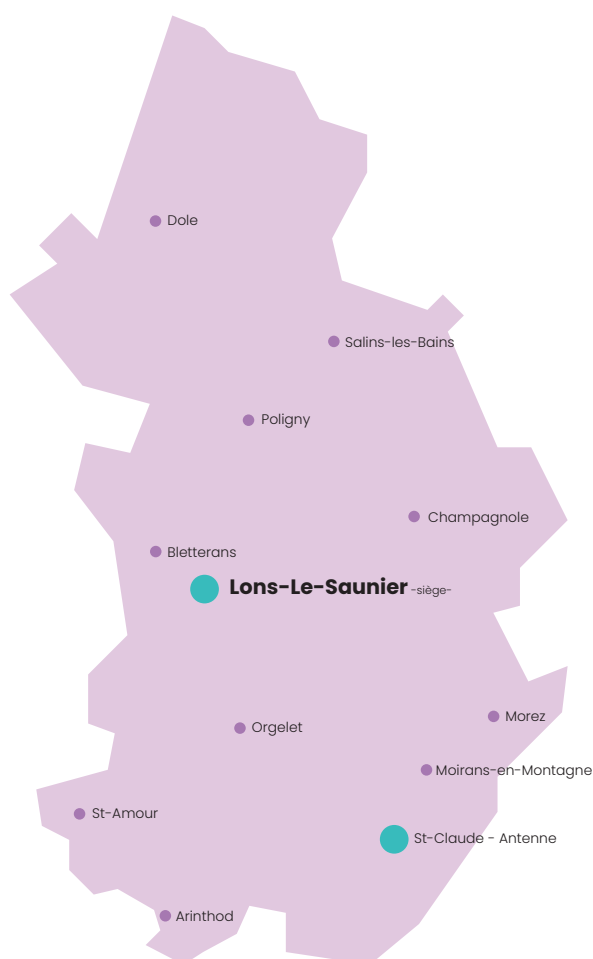 Dole
Salins-les-Bains
Poligny
Champagnole
Bletterans
Lons-Le-Saunier -siège-
Morez
Orgelet
Moirans-en-Montagne
St-Amour
St-Claude - Antenne
Arinthod